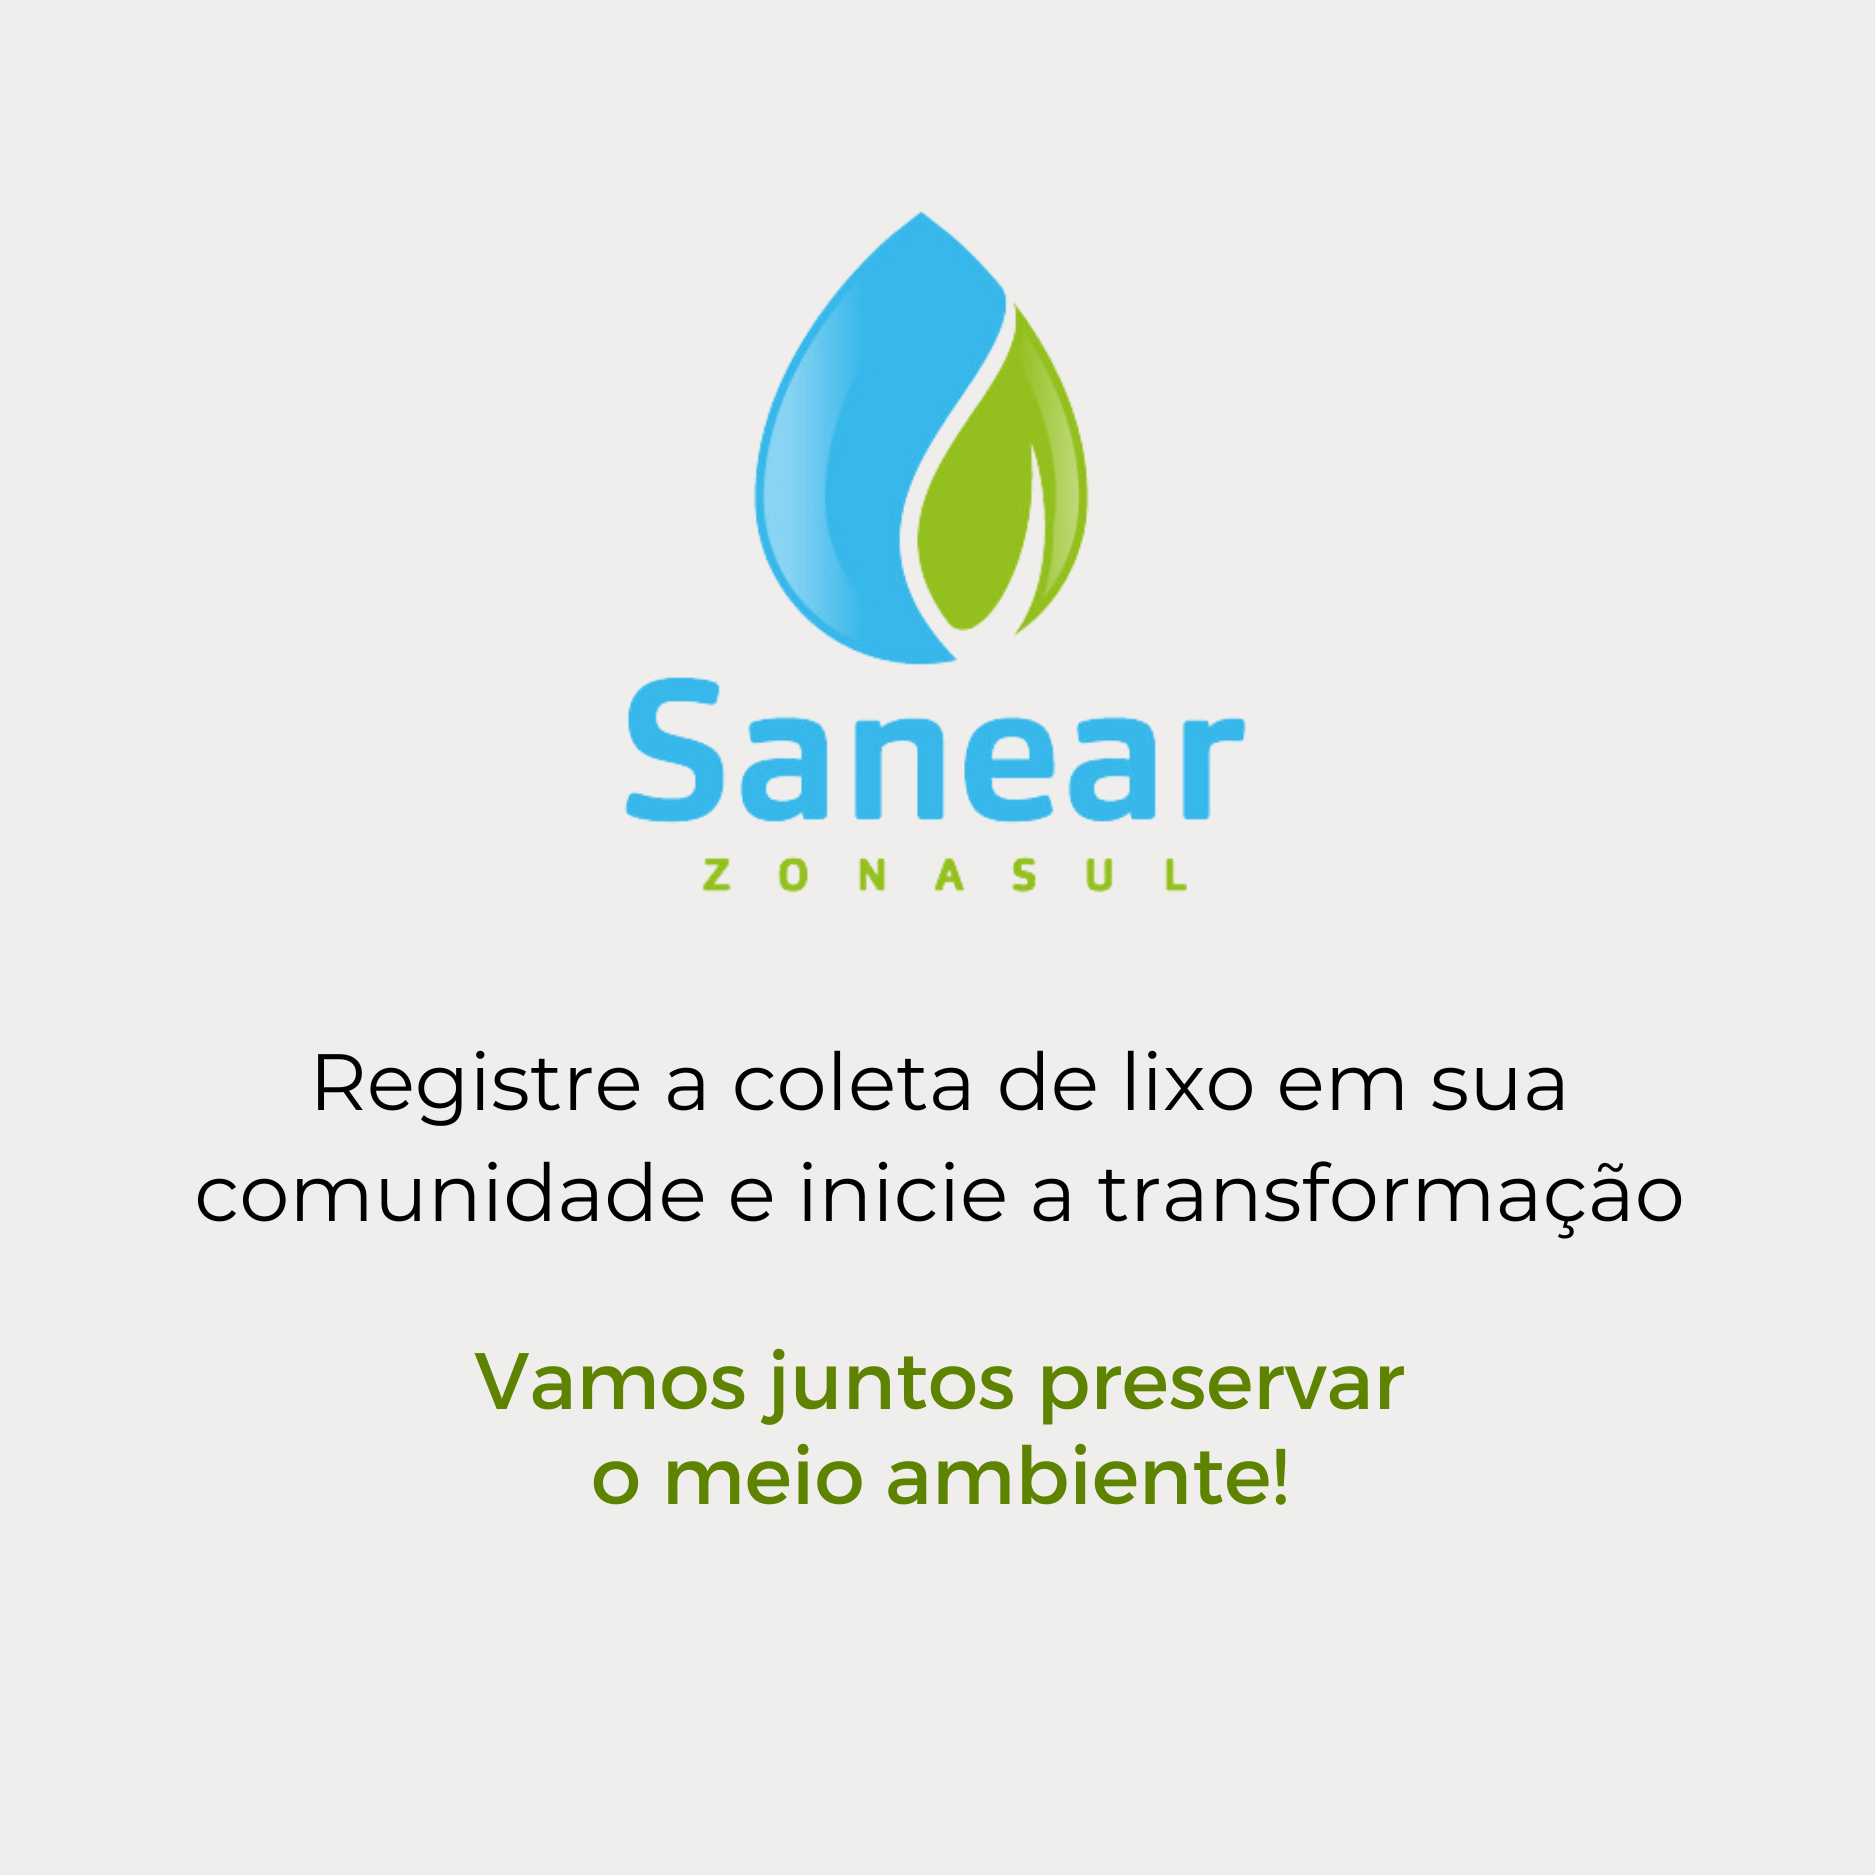 Sanear
ZONASUL
Registre a coleta de lixo em sua
comunidade e inicie a transformação
Vamos juntos preservar
o meio ambiente!